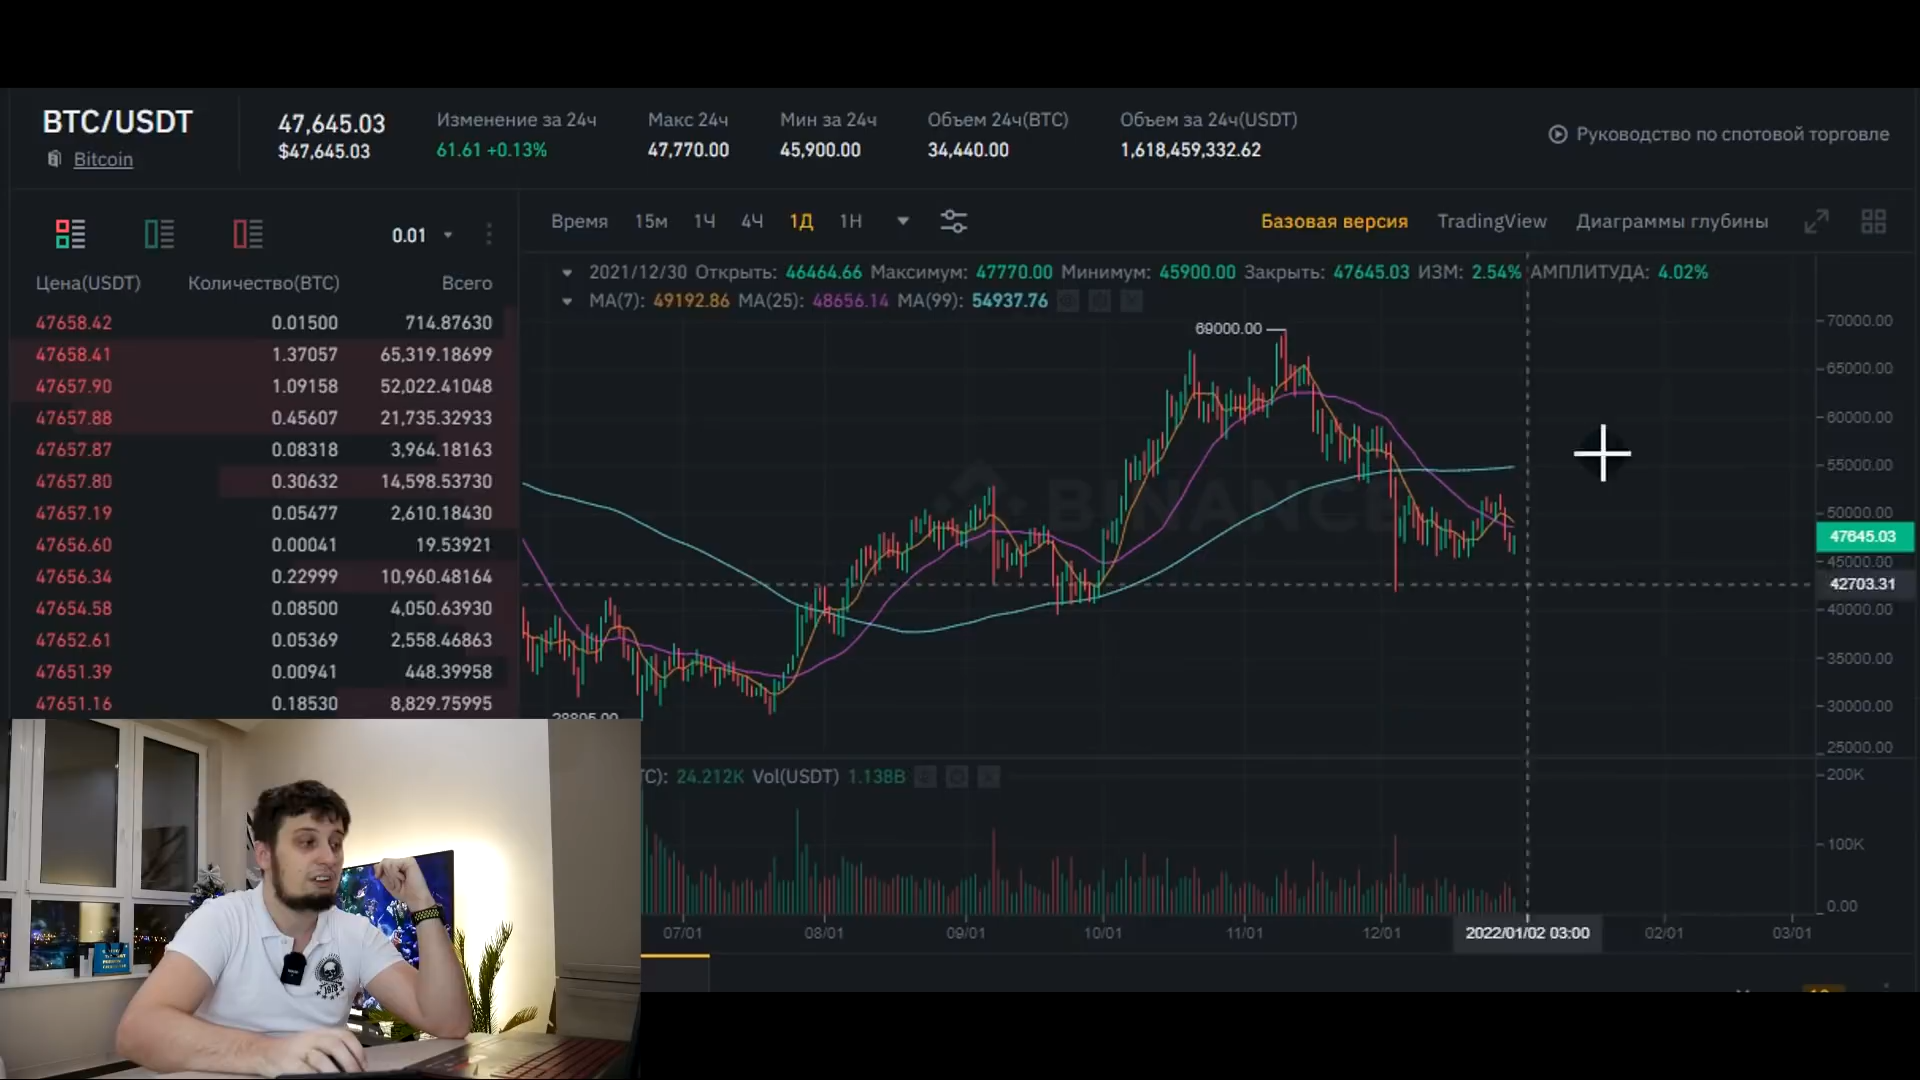 BTC/USDT
Bitcoin
47,645.03
$47,645.03
Изменение за 24ч
61.61 +0.13%
Макс 24ч
47,770.00
Мин за 24ч
45,900.00
Объем 24ч(BTC)
34,440.00
Объем за 24ч(USDT)
1,618,459,332.62
Руководство по спотовой торговле
0.01
Время 15м 1Ч 4Ч 1Д 1Н
Базовая версия TradingView Диаграммы глубины
Цена(USDT) Количество(BTC) Всего
47658.42 0.01500 714.87630
47658.41 1.37057 65,319.18699
47657.90 1.09158 52,022.41048
47657.88 0.45607 21,735.32933
47657.87 0.08318 3,964.18163
47657.80 0.30632 14,598.53730
47657.19 0.05477 2,610.18430
47656.60 0.00041 19.53921
47656.34 0.22999 10,960.48164
47654.58 0.08500 4,050.63930
47652.61 0.05369 2,558.46863
47651.39 0.00941 448.39958
47651.16 0.18530 8,829.75995
2021/12/30 Открыть: 46464.66 Максимум: 47770.00 Минимум: 45900.00 Закрыть: 47645.03 ИЗМ: 2.54% АМПЛИТУДА: 4.02%
MA(7): 49192.86 MA(25): 48656.14 MA(99): 54937.76
69000.00
BINANCE
70000.00
65000.00
60000.00
55000.00
50000.00
47645.03
45000.00
42703.31
40000.00
35000.00
30000.00
25000.00
TC): 24.212K Vol(USDT) 1.138B
200K
100K
0.00
07/01 08/01 09/01 10/01 11/01 12/01 2022/01/02 03:00 02/01 03/01
1978